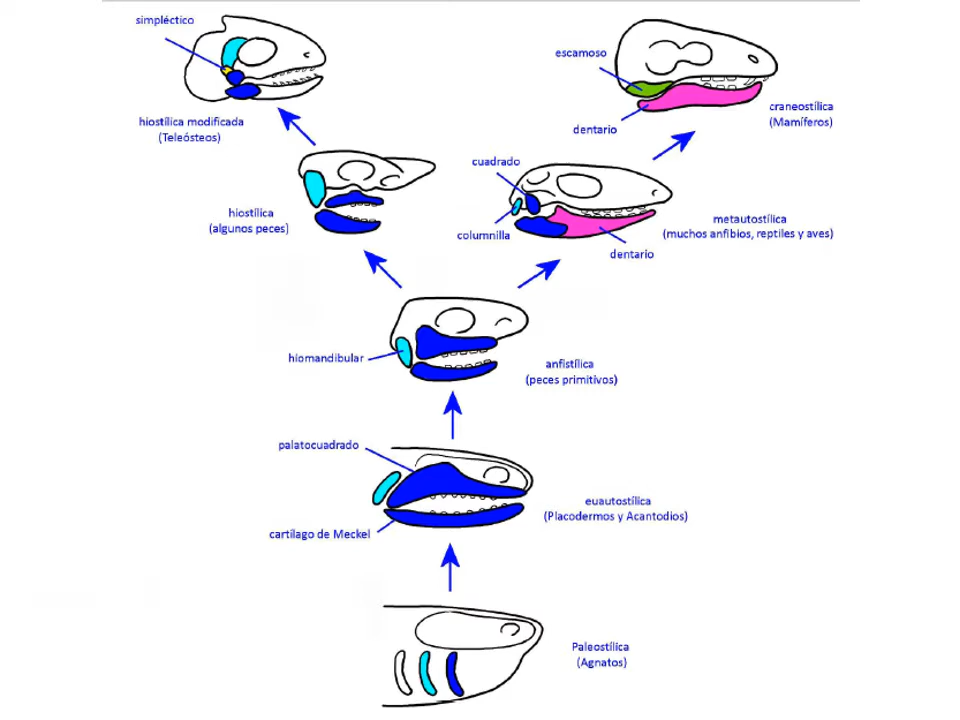 simpléctico
hiostílica modificada
(Teleósteos)
escamoso
dentario
craneostílica
(Mamíferos)
hiostílica
(algunos peces)
cuadrado
columnilla
dentario
metautostílica
(muchos anfibios, reptiles y aves)
hiomandibular
anfistílica
(peces primitivos)
palatocuadrado
cartílago de Meckel
euautostílica
(Placodermos y Acantodios)
Paleostílica
(Agnatos)